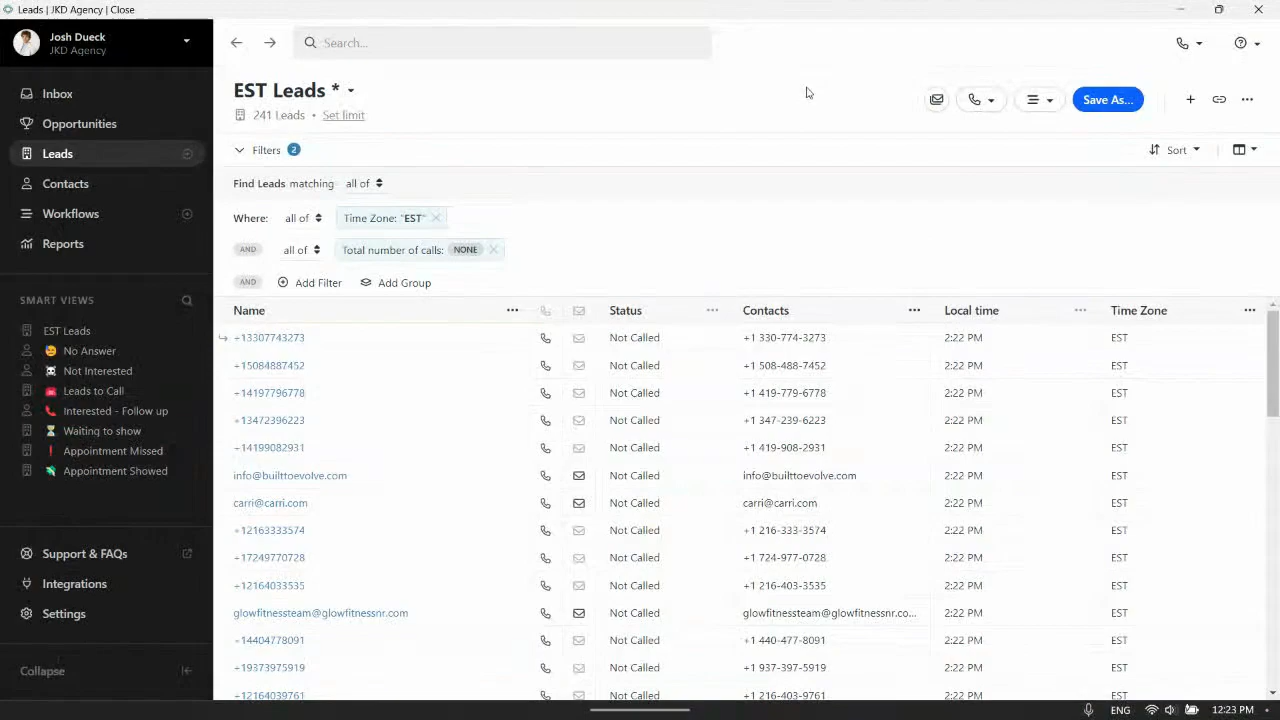 Leads | JKD Agency | Close
Josh Dueck
JKD Agency
Search...
Inbox
Opportunities
Leads
Contacts
Workflows
Reports
SMART VIEWS
EST Leads
No Answer
Not Interested
Leads to Call
Interested - Follow up
Waiting to show
Appointment Missed
Appointment Showed
Support & FAQs
Integrations
Settings
Collapse
EST Leads *
241 Leads • Set limit
Save As...
Filters 2
Sort
Find Leads matching all of
Where: all of Time Zone: "EST"
AND all of Total number of calls: NONE
AND Add Filter Add Group
Name Status Contacts Local time Time Zone
+13307743273 Not Called +1 330-774-3273 2:22 PM EST
+15084887452 Not Called +1 508-488-7452 2:22 PM EST
+14197796778 Not Called +1 419-779-6778 2:22 PM EST
+13472396223 Not Called +1 347-239-6223 2:22 PM EST
+14199082931 Not Called +1 419-908-2931 2:22 PM EST
info@builttoevolve.com Not Called info@builttoevolve.com 2:22 PM EST
carri@carri.com Not Called carri@carri.com 2:22 PM EST
+12163333574 Not Called +1 216-333-3574 2:22 PM EST
+17249770728 Not Called +1 724-977-0728 2:22 PM EST
+12164033535 Not Called +1 216-403-3535 2:22 PM EST
glowfitnessteam@glowfitnessnr.com Not Called glowfitnessteam@glowfitnessnr.co... 2:22 PM EST
+14404778091 Not Called +1 440-477-8091 2:22 PM EST
+19373975919 Not Called +1 937-397-5919 2:22 PM EST
+12164039761 Not Called +1 216-403-9761 2:22 PM EST
ENG 12:23 PM